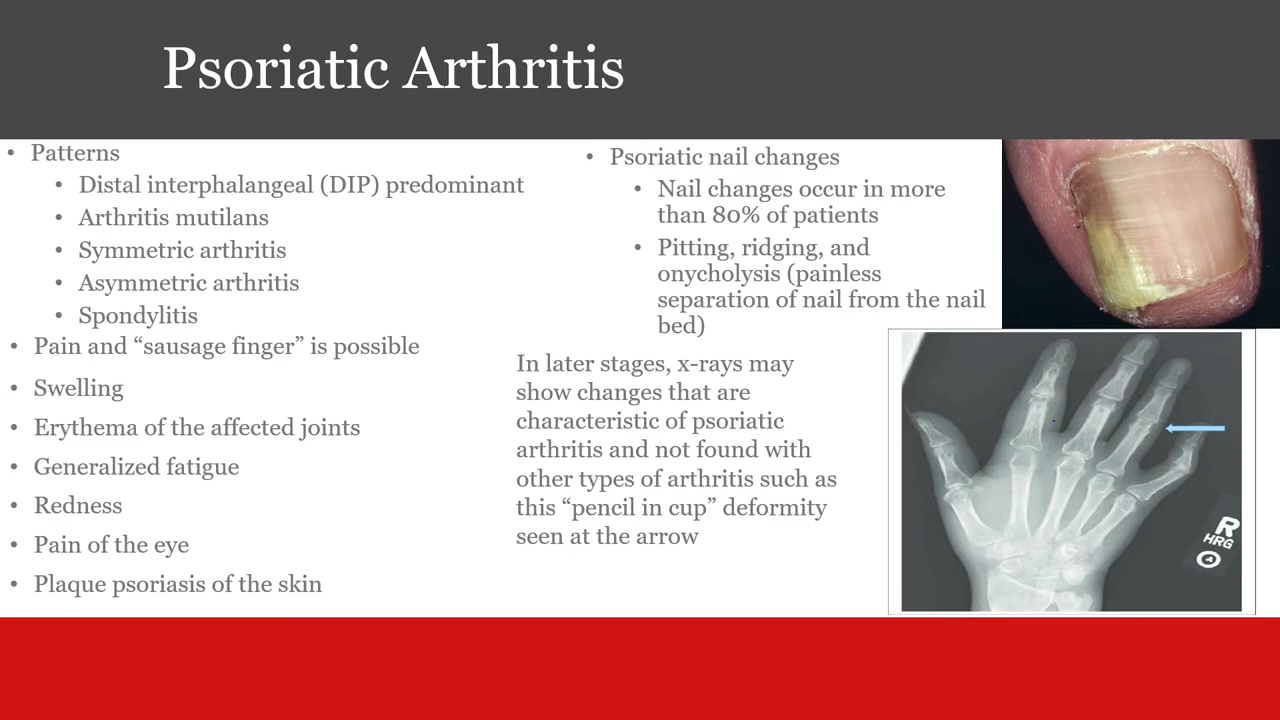 Psoriatic Arthritis
• Patterns
• Distal interphalangeal (DIP) predominant
• Arthritis mutilans
• Symmetric arthritis
• Asymmetric arthritis
• Spondylitis
• Pain and “sausage finger” is possible
• Swelling
• Erythema of the affected joints
• Generalized fatigue
• Redness
• Pain of the eye
• Plaque psoriasis of the skin
• Psoriatic nail changes
• Nail changes occur in more
than 80% of patients
• Pitting, ridging, and
onycholysis (painless
separation of nail from the nail
bed)
In later stages, x-rays may
show changes that are
characteristic of psoriatic
arthritis and not found with
other types of arthritis such as
this “pencil in cup” deformity
seen at the arrow
R
HRG